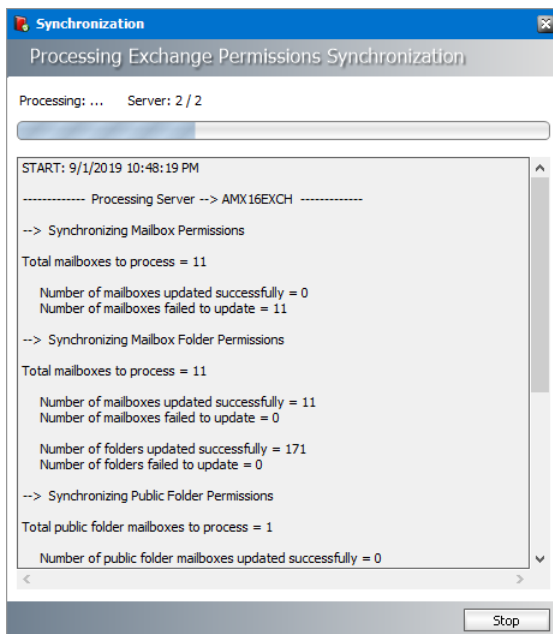 Synchronization
Processing Exchange Permissions Synchronization
Processing: ... Server: 2 / 2
START: 9/1/2019 10:48:19 PM
------------- Processing Server --> AMX16EXCH -------------
--> Synchronizing Mailbox Permissions
Total mailboxes to process = 11
Number of mailboxes updated successfully = 0
Number of mailboxes failed to update = 11
--> Synchronizing Mailbox Folder Permissions
Total mailboxes to process = 11
Number of mailboxes updated successfully = 11
Number of mailboxes failed to update = 0
Number of folders updated successfully = 171
Number of folders failed to update = 0
--> Synchronizing Public Folder Permissions
Total public folder mailboxes to process = 1
Number of public folder mailboxes updated successfully = 0
Stop